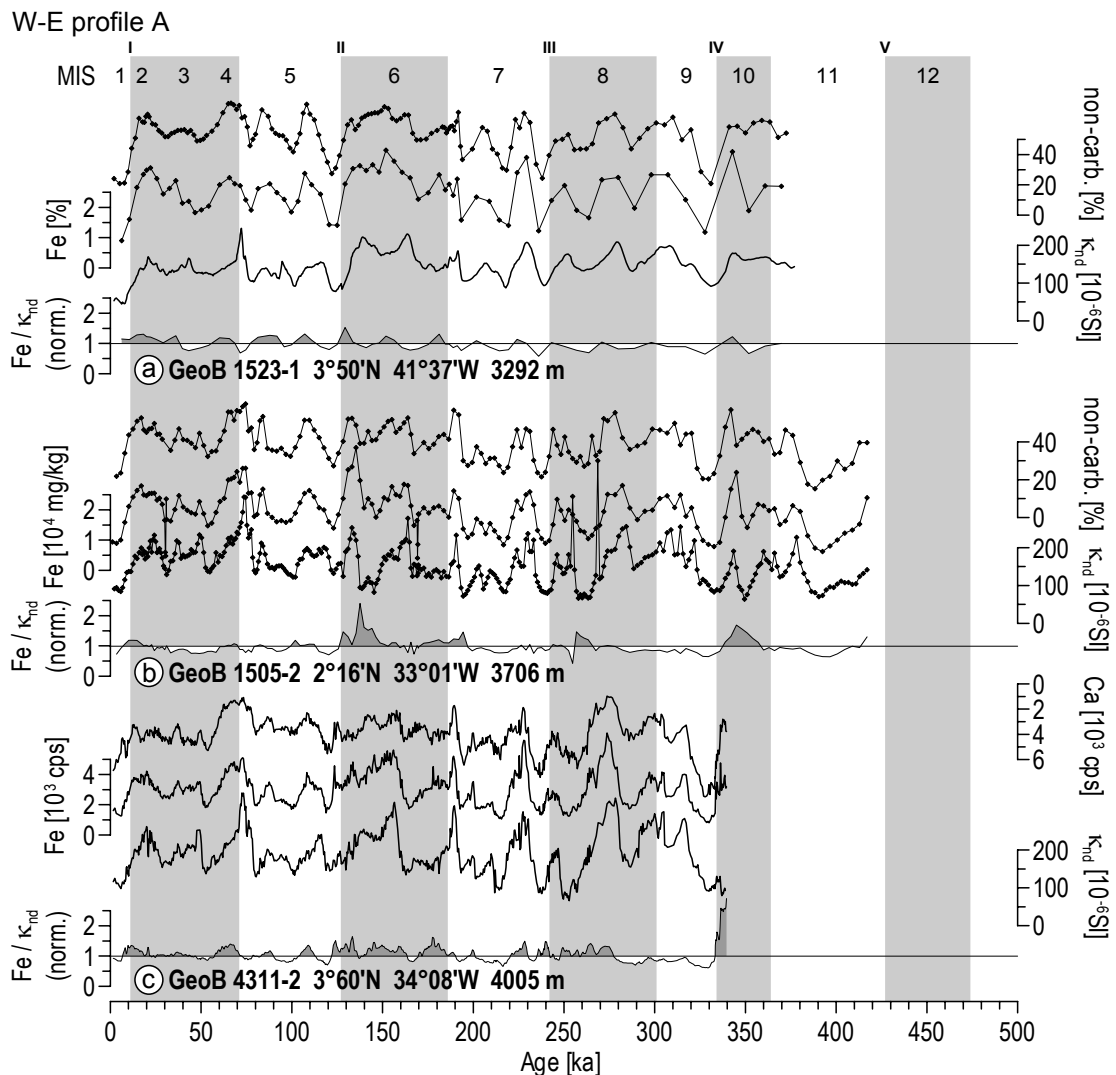 W-E profile A
I II III IV V
MIS 1 2 3 4 5 6 7 8 9 10 11 12
non-carb. [%]
40
20
0
Fe [%]
2
1
0
κnd [10-6SI]
200
100
0
Fe / κnd (norm.)
2
1
0
a GeoB 1523-1 3°50'N 41°37'W 3292 m
non-carb. [%]
40
20
0
Fe [104 mg/kg]
2
1
0
κnd [10-6SI]
200
100
0
Fe / κnd (norm.)
2
1
0
b GeoB 1505-2 2°16'N 33°01'W 3706 m
Ca [103 cps]
0
2
4
6
Fe [103 cps]
4
2
0
κnd [10-6SI]
200
100
0
Fe / κnd (norm.)
2
1
0
c GeoB 4311-2 3°60'N 34°08'W 4005 m
0 50 100 150 200 250 300 350 400 450 500
Age [ka]